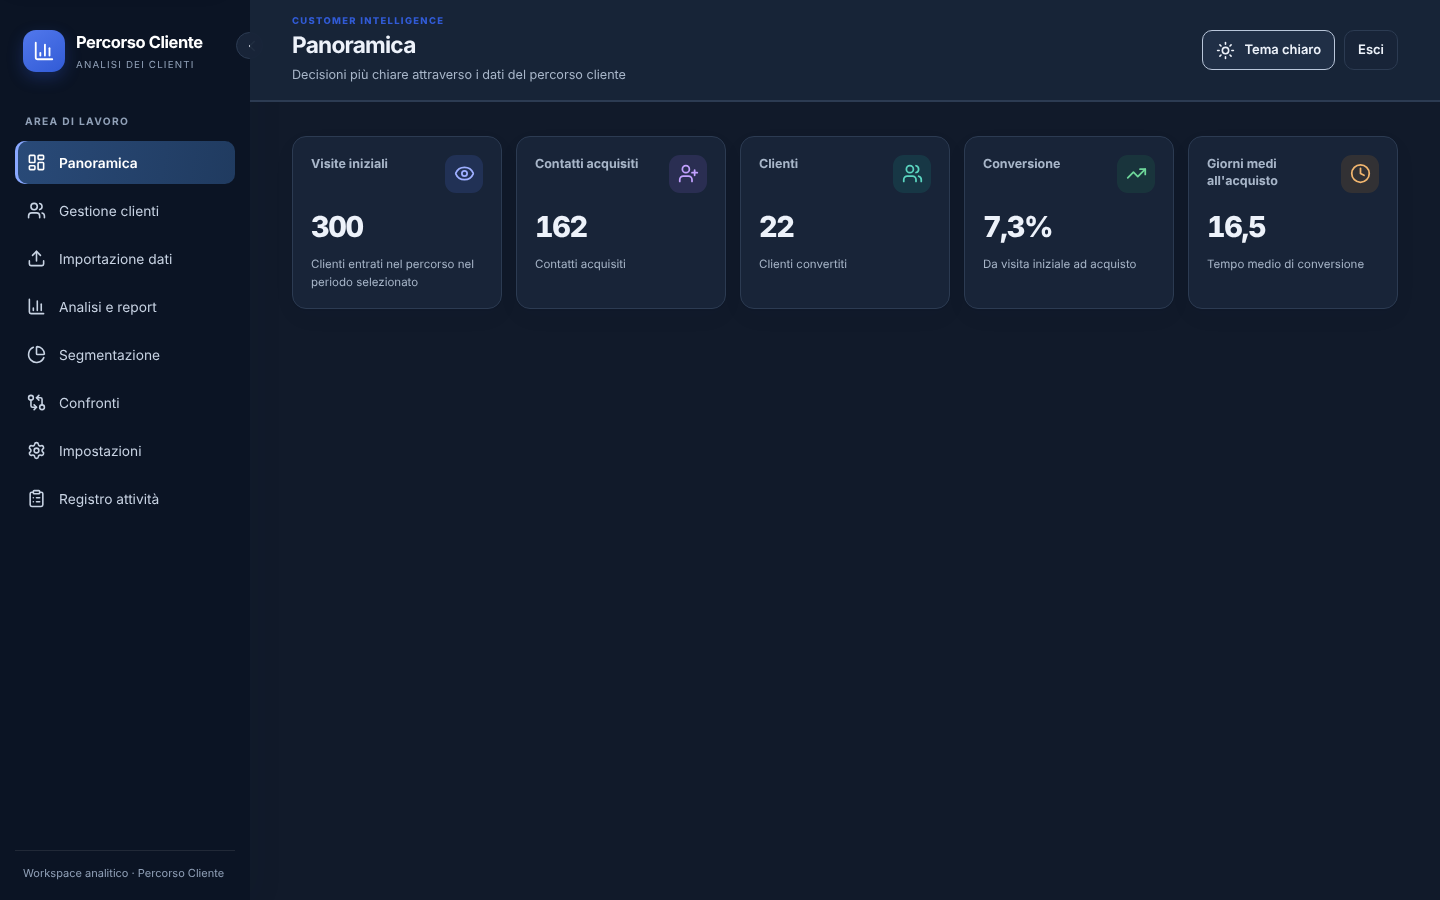 Percorso Cliente
ANALISI DEI CLIENTI
AREA DI LAVORO
Panoramica
Gestione clienti
Importazione dati
Analisi e report
Segmentazione
Confronti
Impostazioni
Registro attività
Workspace analitico · Percorso Cliente
CUSTOMER INTELLIGENCE
Panoramica
Decisioni più chiare attraverso i dati del percorso cliente
Tema chiaro
Esci
Visite iniziali
300
Clienti entrati nel percorso nel
periodo selezionato
Contatti acquisiti
162
Contatti acquisiti
Clienti
22
Clienti convertiti
Conversione
7,3%
Da visita iniziale ad acquisto
Giorni medi
all'acquisto
16,5
Tempo medio di conversione